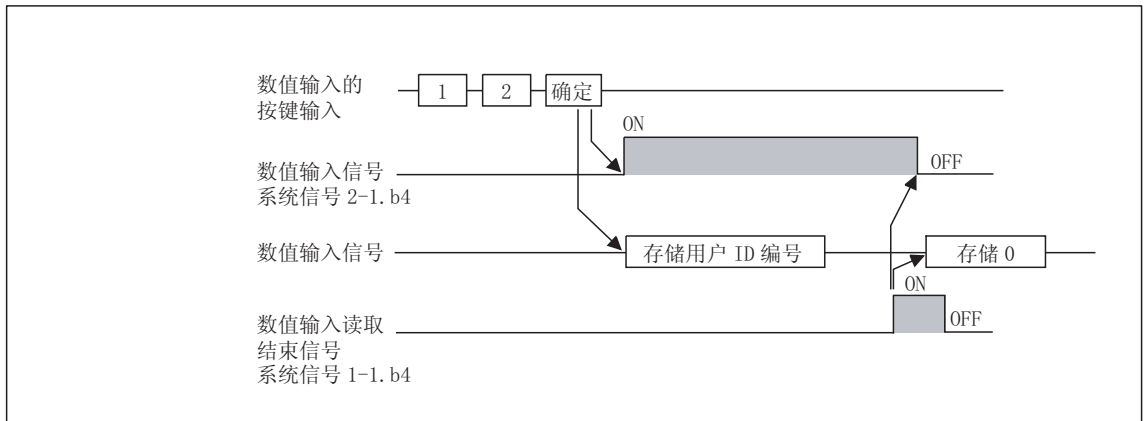 数值输入的
按键输入
1
2
确定
ON
数值输入信号
系统信号 2-1.b4
OFF
数值输入信号
存储用户 ID 编号
存储 0
ON
数值输入读取
结束信号
系统信号 1-1.b4
OFF